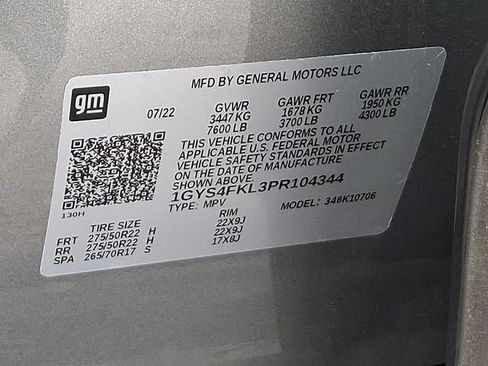 gm
MFD BY GENERAL MOTORS LLC
07/22 GVWR GAWR FRT GAWR RR
3447 KG 1678 KG 1950 KG
7600 LB 3700 LB 4300 LB
THIS VEHICLE CONFORMS TO ALL
APPLICABLE U.S. FEDERAL MOTOR
VEHICLE SAFETY STANDARDS IN EFFECT
ON THE DATE OF MANUFACTURE
1GYS4FKL3PR104344
130H
TYPE: MPV MODEL: 346K10706
TIRE SIZE RIM
FRT 275/50R22 H 22X9J
RR 275/50R22 H 22X9J
SPA 265/70R17 S 17X8J